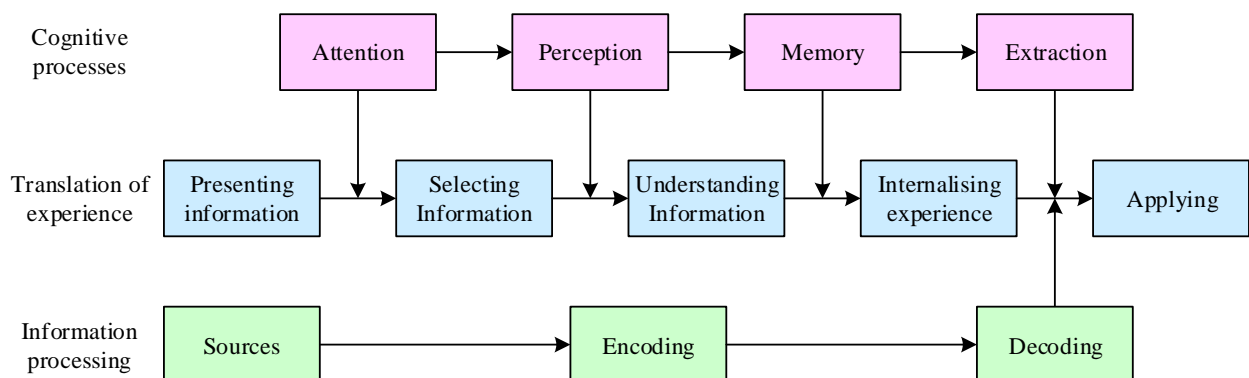 Cognitive
processes
Attention
Perception
Memory
Extraction
Translation of
experience
Presenting
information
Selecting
Information
Understanding
Information
Internalising
experience
Applying
Information
processing
Sources
Encoding
Decoding